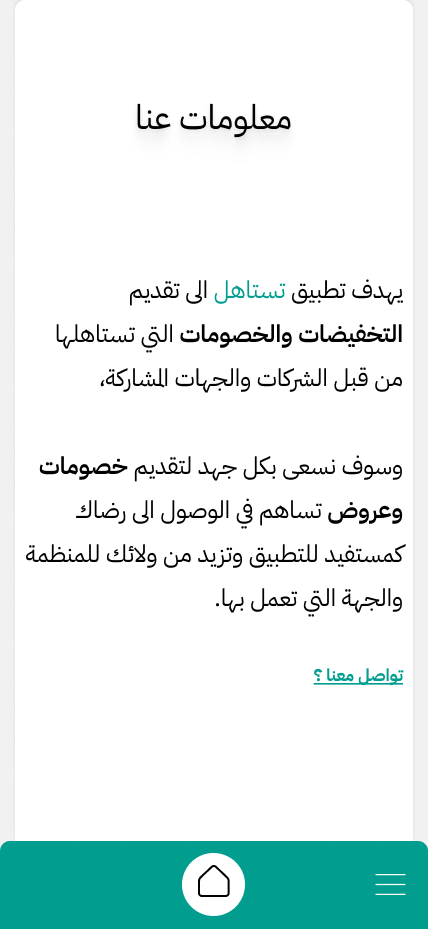 معلومات عنا
يهدف تطبيق تستاهل الى تقديم
التخفيضات والخصومات التي تستاهلها
من قبل الشركات والجهات المشاركة،
وسوف نسعى بكل جهد لتقديم خصومات
وعروض تساهم في الوصول الى رضاك
كمستفيد للتطبيق وتزيد من ولائك للمنظمة
والجهة التي تعمل بها.
تواصل معنا ؟